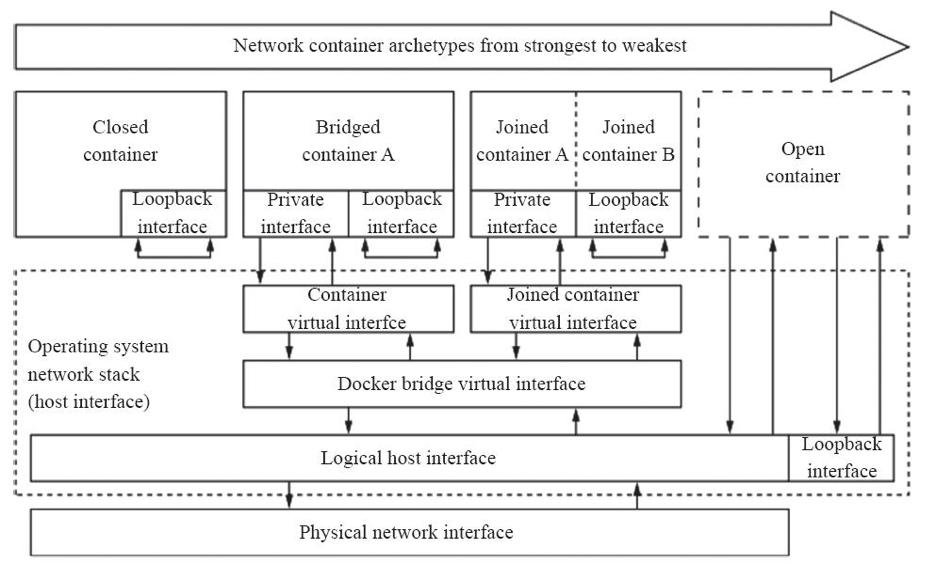 Network container archetypes from strongest to weakest
Closed
container
Loopback
interface
Bridged
container A
Private
interface
Loopback
interface
Joined
container A
Joined
container B
Private
interface
Loopback
interface
Open
container
Container
virtual interfce
Joined container
virtual interface
Operating system
network stack
(host interface)
Docker bridge virtual interface
Logical host interface
Loopback
interface
Physical network interface